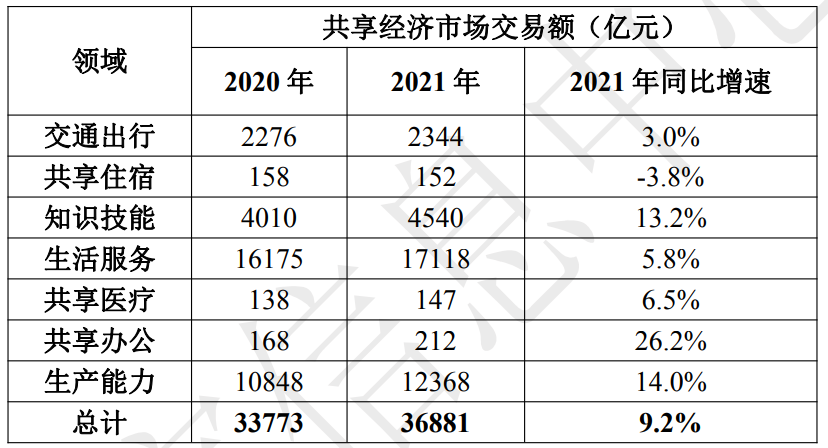 领域 共享经济市场交易额（亿元）
2020 年 2021 年 2021 年同比增速
交通出行 2276 2344 3.0%
共享住宿 158 152 -3.8%
知识技能 4010 4540 13.2%
生活服务 16175 17118 5.8%
共享医疗 138 147 6.5%
共享办公 168 212 26.2%
生产能力 10848 12368 14.0%
总计 33773 36881 9.2%
信息中心